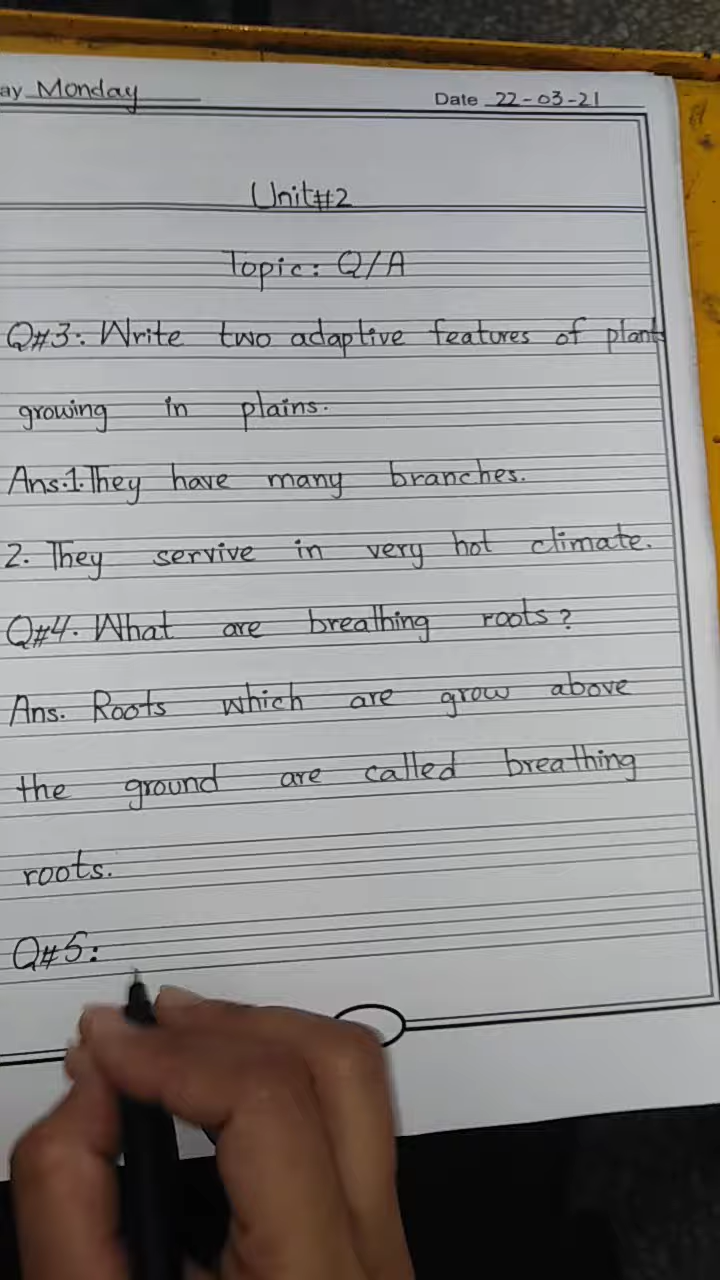 ay Monday Date 22-03-21
Unit#2
Topic: Q/A
Q#3: Write two adaptive features of plant
growing in plains.
Ans.1.They have many branches.
2. They servive in very hot climate.
Q#4. What are breathing roots?
Ans. Roots which are grow above
the ground are called breathing
roots.
Q#5: